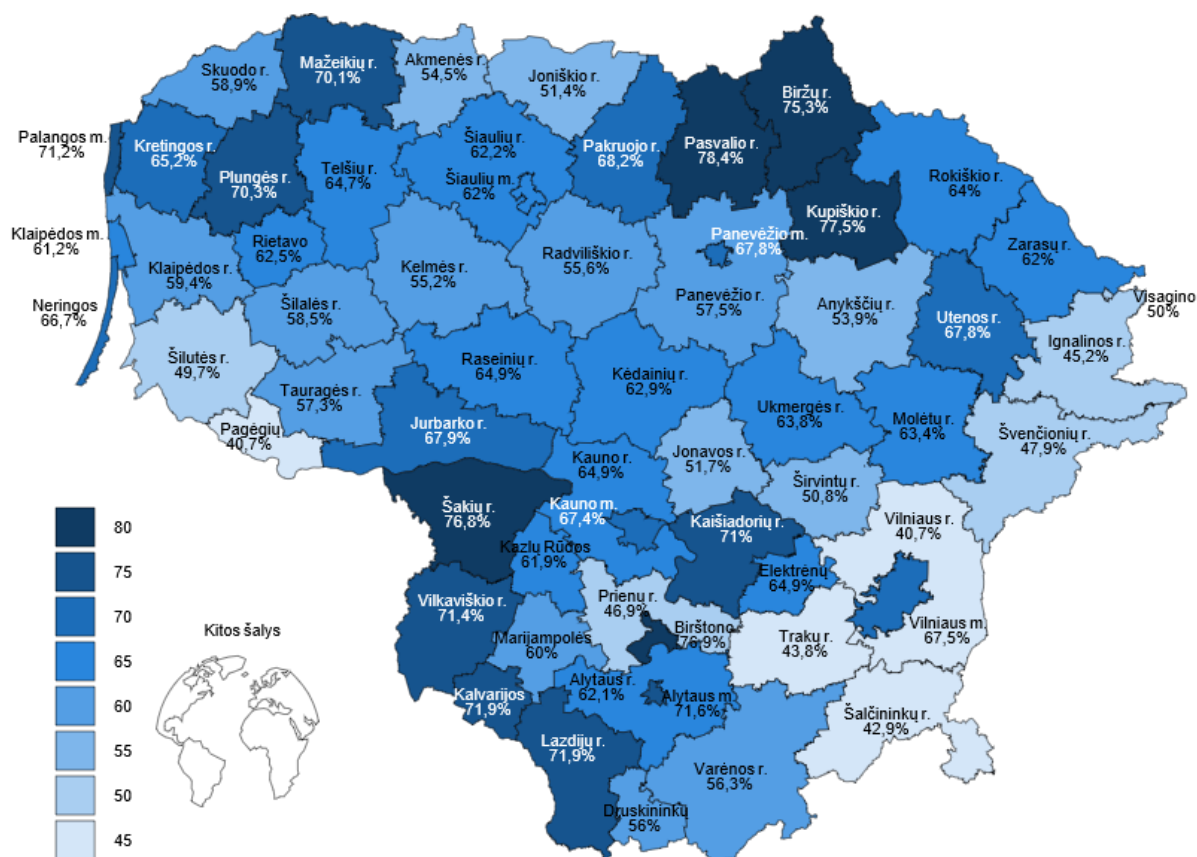 Skuodo r.
58,9%
Mažeikių r.
70,1%
Akmenės r.
54,5%
Joniškio r.
51,4%
Biržų r.
75,3%
Palangos m.
71,2%
Kretingos r.
65,2%
Plungės r.
70,3%
Telšių r.
64,7%
Šiaulių r.
62,2%
Šiaulių m.
62%
Pakruojo r.
68,2%
Pasvalio r.
78,4%
Rokiškio r.
64%
Kupiškio r.
77,5%
Klaipėdos m.
61,2%
Klaipėdos r.
59,4%
Rietavo
62,5%
Kelmės r.
55,2%
Radviliškio r.
55,6%
Panevėžio m.
67,8%
Zarasų r.
62%
Neringos
66,7%
Šilalės r.
58,5%
Panevėžio r.
57,5%
Anykščių r.
53,9%
Utenos r.
67,8%
Visagino
50%
Ignalinos r.
45,2%
Šilutės r.
49,7%
Tauragės r.
57,3%
Raseinių r.
64,9%
Kėdainių r.
62,9%
Ukmergės r.
63,8%
Molėtų r.
63,4%
Švenčionių r.
47,9%
Pagėgių
40,7%
Jurbarko r.
67,9%
Kauno r.
64,9%
Jonavos r.
51,7%
Širvintų r.
50,8%
Šakių r.
76,8%
Kauno m.
67,4%
Kaišiadorių r.
71%
Vilniaus r.
40,7%
Kazlų Rūdos
61,9%
Elektrėnų
64,9%
Vilkaviškio r.
71,4%
Prienų r.
46,9%
Marijampolės
60%
Birštono
76,9%
Trakų r.
43,8%
Vilniaus m.
67,5%
Kalvarijos
71,9%
Alytaus r.
62,1%
Alytaus m.
71,6%
Šalčininkų r.
42,9%
Lazdijų r.
71,9%
Varėnos r.
56,3%
Druskininkų
56%
Kitos šalys
80
75
70
65
60
55
50
45